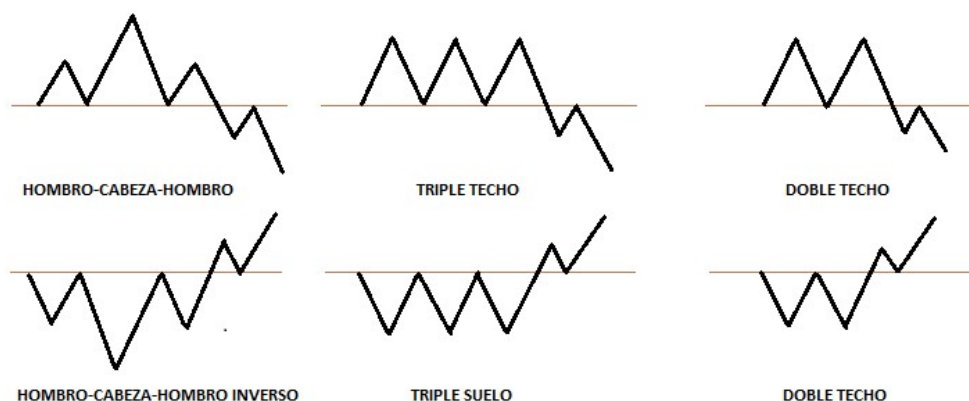 HOMBRO-CABEZA-HOMBRO
TRIPLE TECHO
DOBLE TECHO
HOMBRO-CABEZA-HOMBRO INVERSO
TRIPLE SUELO
DOBLE TECHO